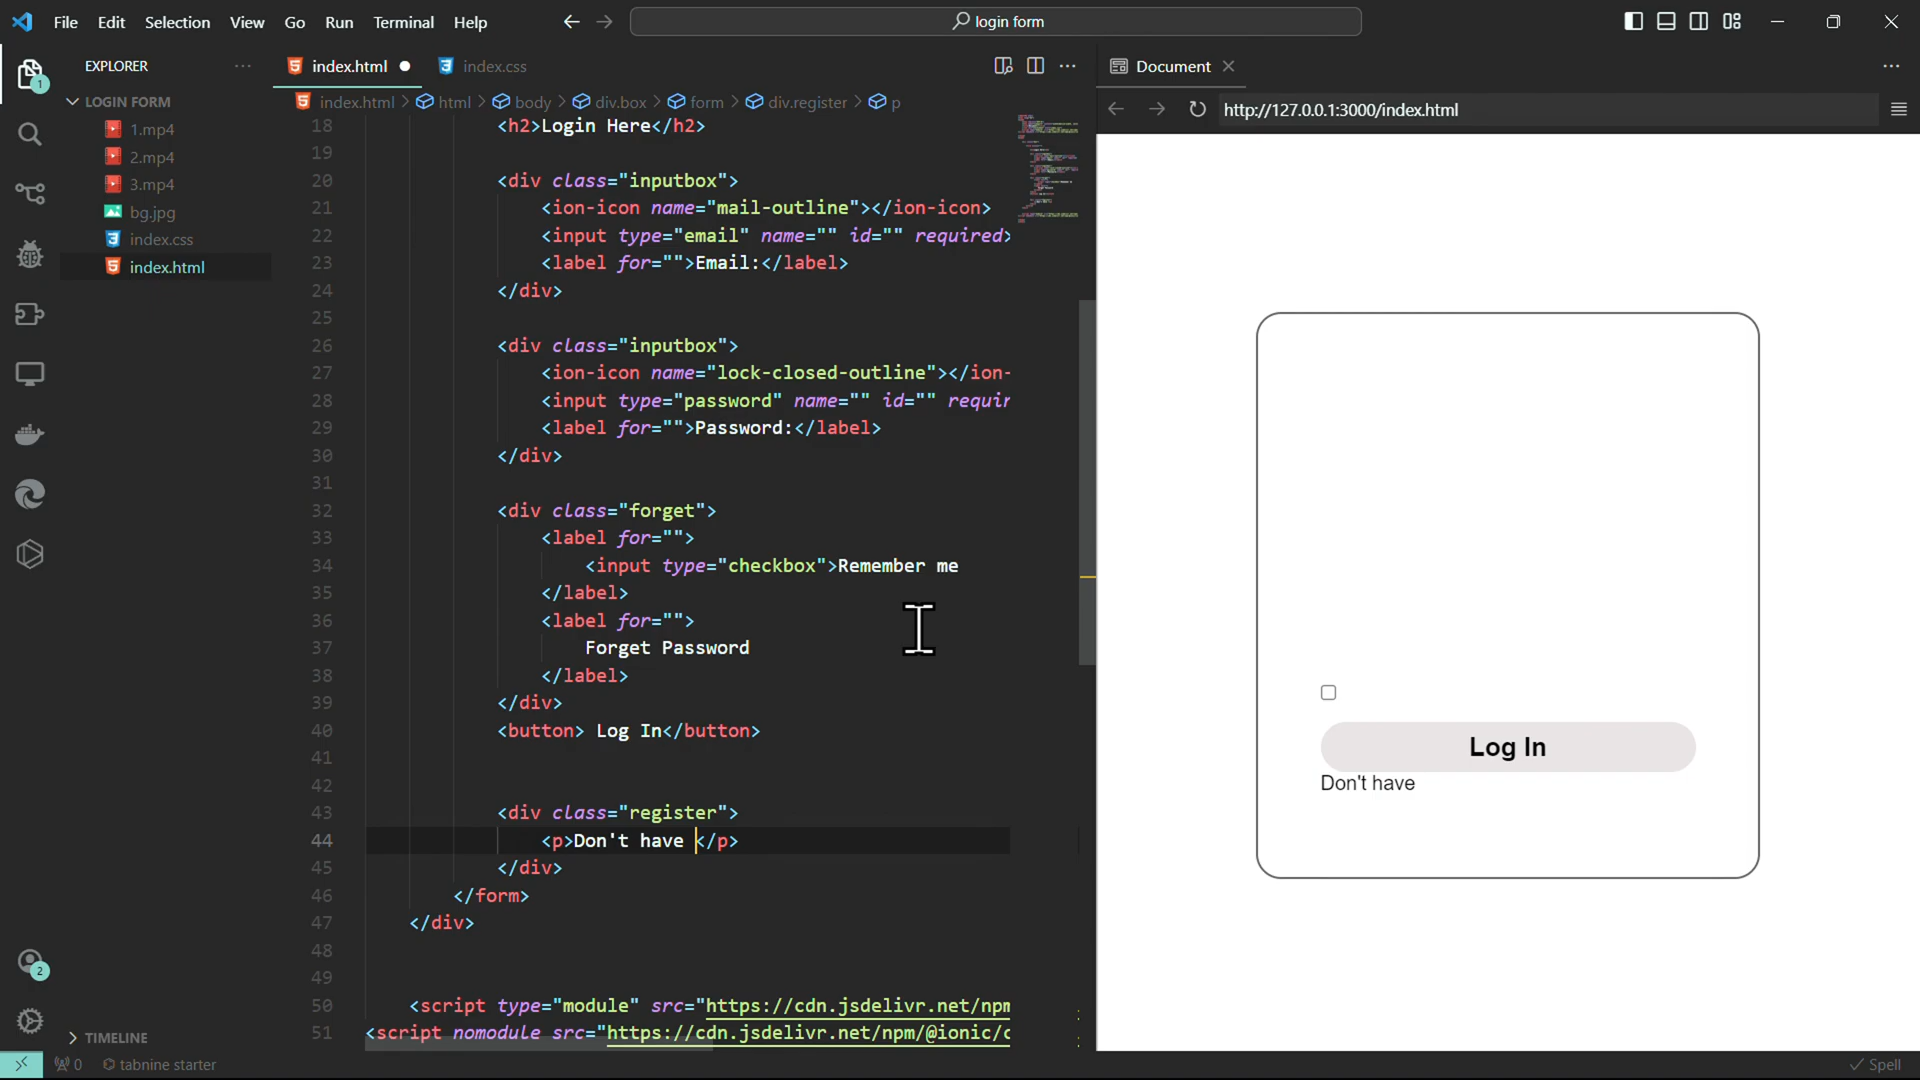 File Edit Selection View Go Run Terminal Help
login form
EXPLORER
LOGIN FORM
1.mp4
2.mp4
3.mp4
bg.jpg
index.css
index.html
1
2
TIMELINE
index.html
index.css
index.html > html > body > div.box > form > div.register > p
18 <h2>Login Here</h2>
19
20 <div class="inputbox">
21 <ion-icon name="mail-outline"></ion-icon>
22 <input type="email" name="" id="" required>
23 <label for="">Email:</label>
24 </div>
25
26 <div class="inputbox">
27 <ion-icon name="lock-closed-outline"></ion-
28 <input type="password" name="" id="" requir
29 <label for="">Password:</label>
30 </div>
31
32 <div class="forget">
33 <label for="">
34 <input type="checkbox">Remember me
35 </label>
36 <label for="">
37 Forget Password
38 </label>
39 </div>
40 <button> Log In</button>
41
42
43 <div class="register">
44 <p>Don't have </p>
45 </div>
46 </form>
47 </div>
48
49
50 <script type="module" src="https://cdn.jsdelivr.net/npm
51 <script nomodule src="https://cdn.jsdelivr.net/npm/@ionic/c
Document
http://127.0.0.1:3000/index.html
Log In
Don't have
0
tabnine starter
Spell